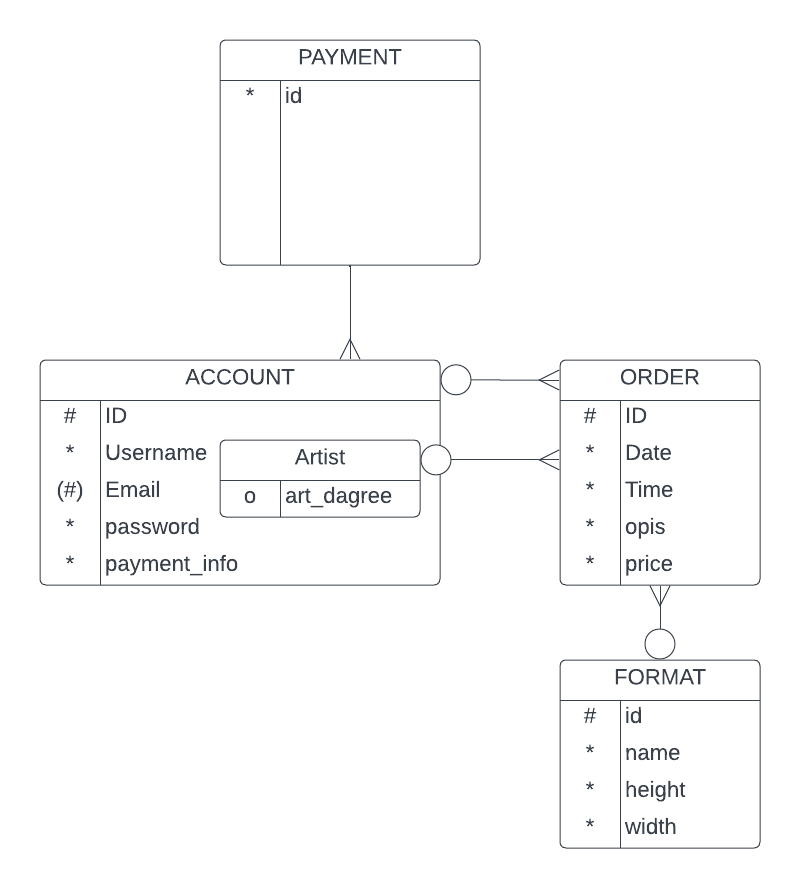 PAYMENT
* id
ACCOUNT
# ID
* Username
(#) Email
* password
* payment_info
Artist
o art_dagree
ORDER
# ID
* Date
* Time
* opis
* price
FORMAT
# id
* name
* height
* width